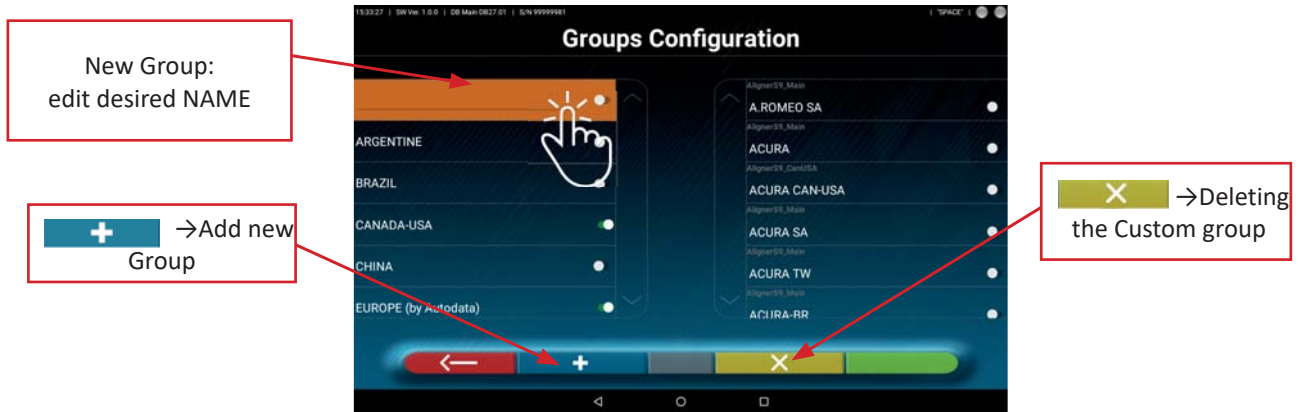 15:33:27 | SW Ver. 1.0.0 | DB Main DB27.01 | S/N 99999981
| "SPACE" |
Groups Configuration
New Group:
edit desired NAME
ARGENTINE
BRAZIL
CANADA-USA
CHINA
EUROPE (by Autodata)
AlignerS9_Main
A.ROMEO SA
AlignerS9_Main
ACURA
AlignerS9_CanUSA
ACURA CAN-USA
AlignerS9_Main
ACURA SA
AlignerS9_Main
ACURA TW
AlignerS9_Main
ACURA-BR
→Add new
Group
→Deleting
the Custom group